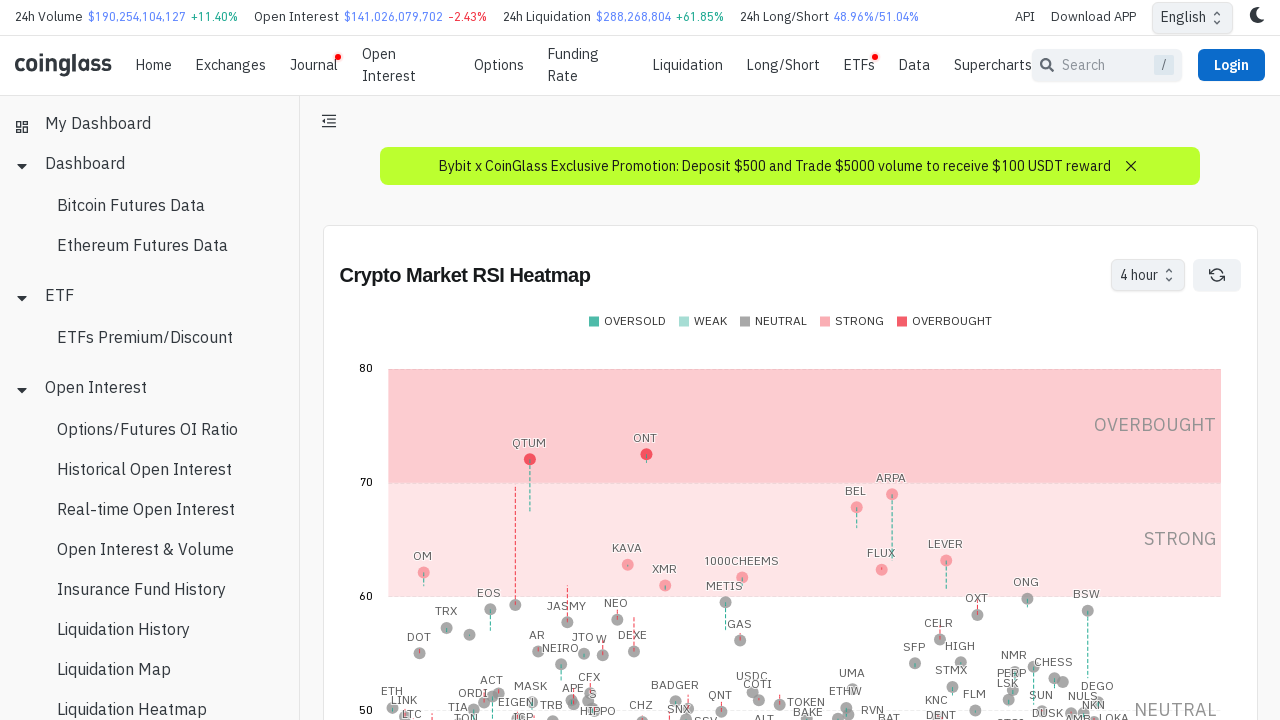 24h Volume $190,254,104,127 +11.40% Open Interest $141,026,079,702 -2.43% 24h Liquidation $288,268,804 +61.85% 24h Long/Short 48.96%/51.04% API Download APP English
coinglass Home Exchanges Journal Open Interest Options Funding Rate Liquidation Long/Short ETFs Data Supercharts Search / Login
My Dashboard
Dashboard
Bitcoin Futures Data
Ethereum Futures Data
ETF
ETFs Premium/Discount
Open Interest
Options/Futures OI Ratio
Historical Open Interest
Real-time Open Interest
Open Interest & Volume
Insurance Fund History
Liquidation History
Liquidation Map
Liquidation Heatmap
Bybit x CoinGlass Exclusive Promotion: Deposit $500 and Trade $5000 volume to receive $100 USDT reward
Crypto Market RSI Heatmap 4 hour
OVERSOLD WEAK NEUTRAL STRONG OVERBOUGHT
80
OVERBOUGHT
QTUM ONT
ARPA
70
BEL
STRONG
KAVA
OM FLUX LEVER
1000CHEEMS
XMR
ONG
METIS
60 EOS BSW
OXT
TRX JASMY NEO
CELR
GAS
DOT AR JTO W DEXE
NEIRO SFP HIGH
NMR CHESS
UMA STMX PERP
ACT CFX USDC
LSK DEGO
ETH MASK APE BADGER COTI
ORDI S QNT ETHW FLM SUN NULS
LINK EIGEN TRB CHZ TOKEN KNC
TIA HIPPO SNX RVN NKN
50 BAKE DUSK NEUTRAL
LTC TON ICP SSV ALT BAT DENT AMB LOKA